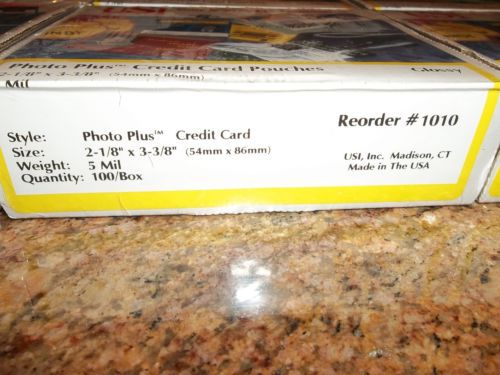 Photo Plus™ Credit Card Pouches Glossy
2-1/8" x 3-3/8" (54mm x 86mm)
Mil
Style: Photo Plus™ Credit Card
Size: 2-1/8" x 3-3/8" (54mm x 86mm)
Weight: 5 Mil
Quantity: 100/Box
Reorder #1010
USI, Inc. Madison, CT
Made in The USA